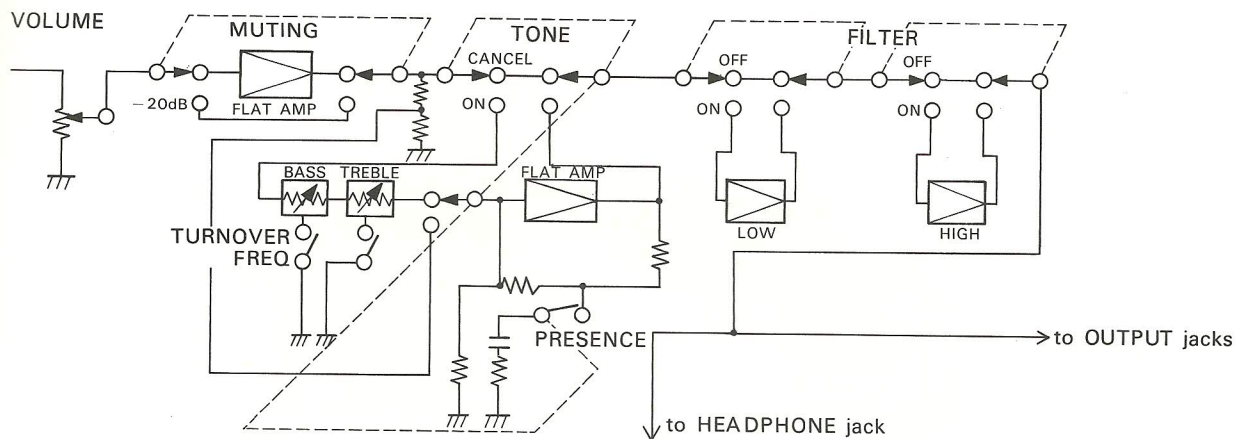 VOLUME
MUTING
TONE
FILTER
CANCEL
OFF
OFF
−20dB
FLAT AMP
ON
ON
ON
BASS
TREBLE
FLAT AMP
TURNOVER
FREQ
LOW
HIGH
PRESENCE
to OUTPUT jacks
to HEADPHONE jack